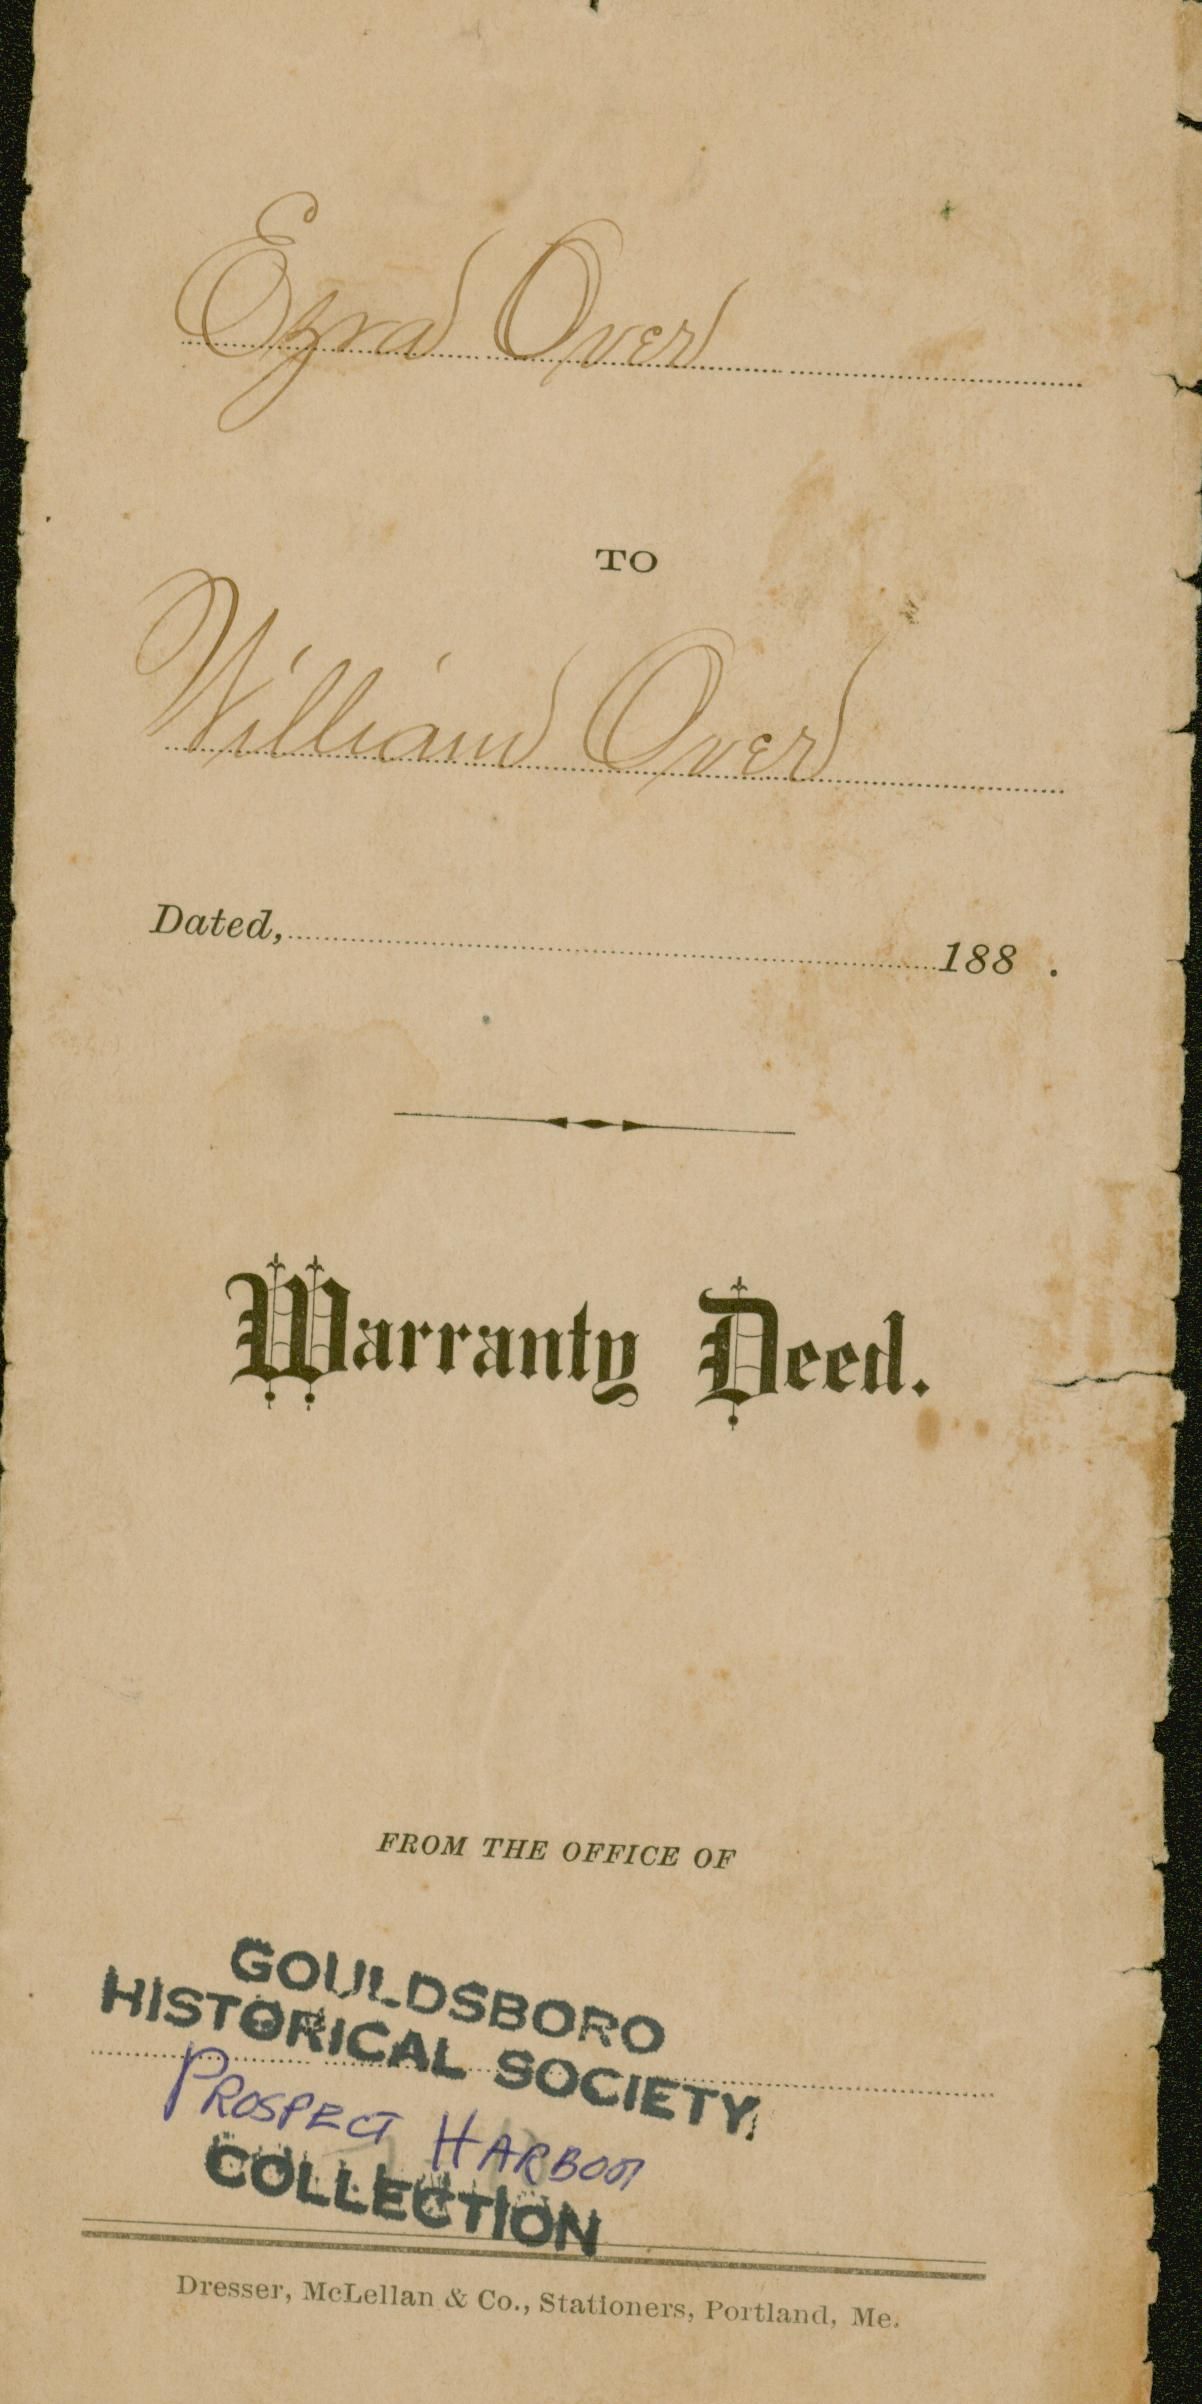 Ezra Over
TO
William Over
Dated, 188 .
Warranty Deed.
FROM THE OFFICE OF
GOULDSBORO
HISTORICAL SOCIETY
PROSPECT HARBOR
COLLECTION
Dresser, McLellan & Co., Stationers, Portland, Me.